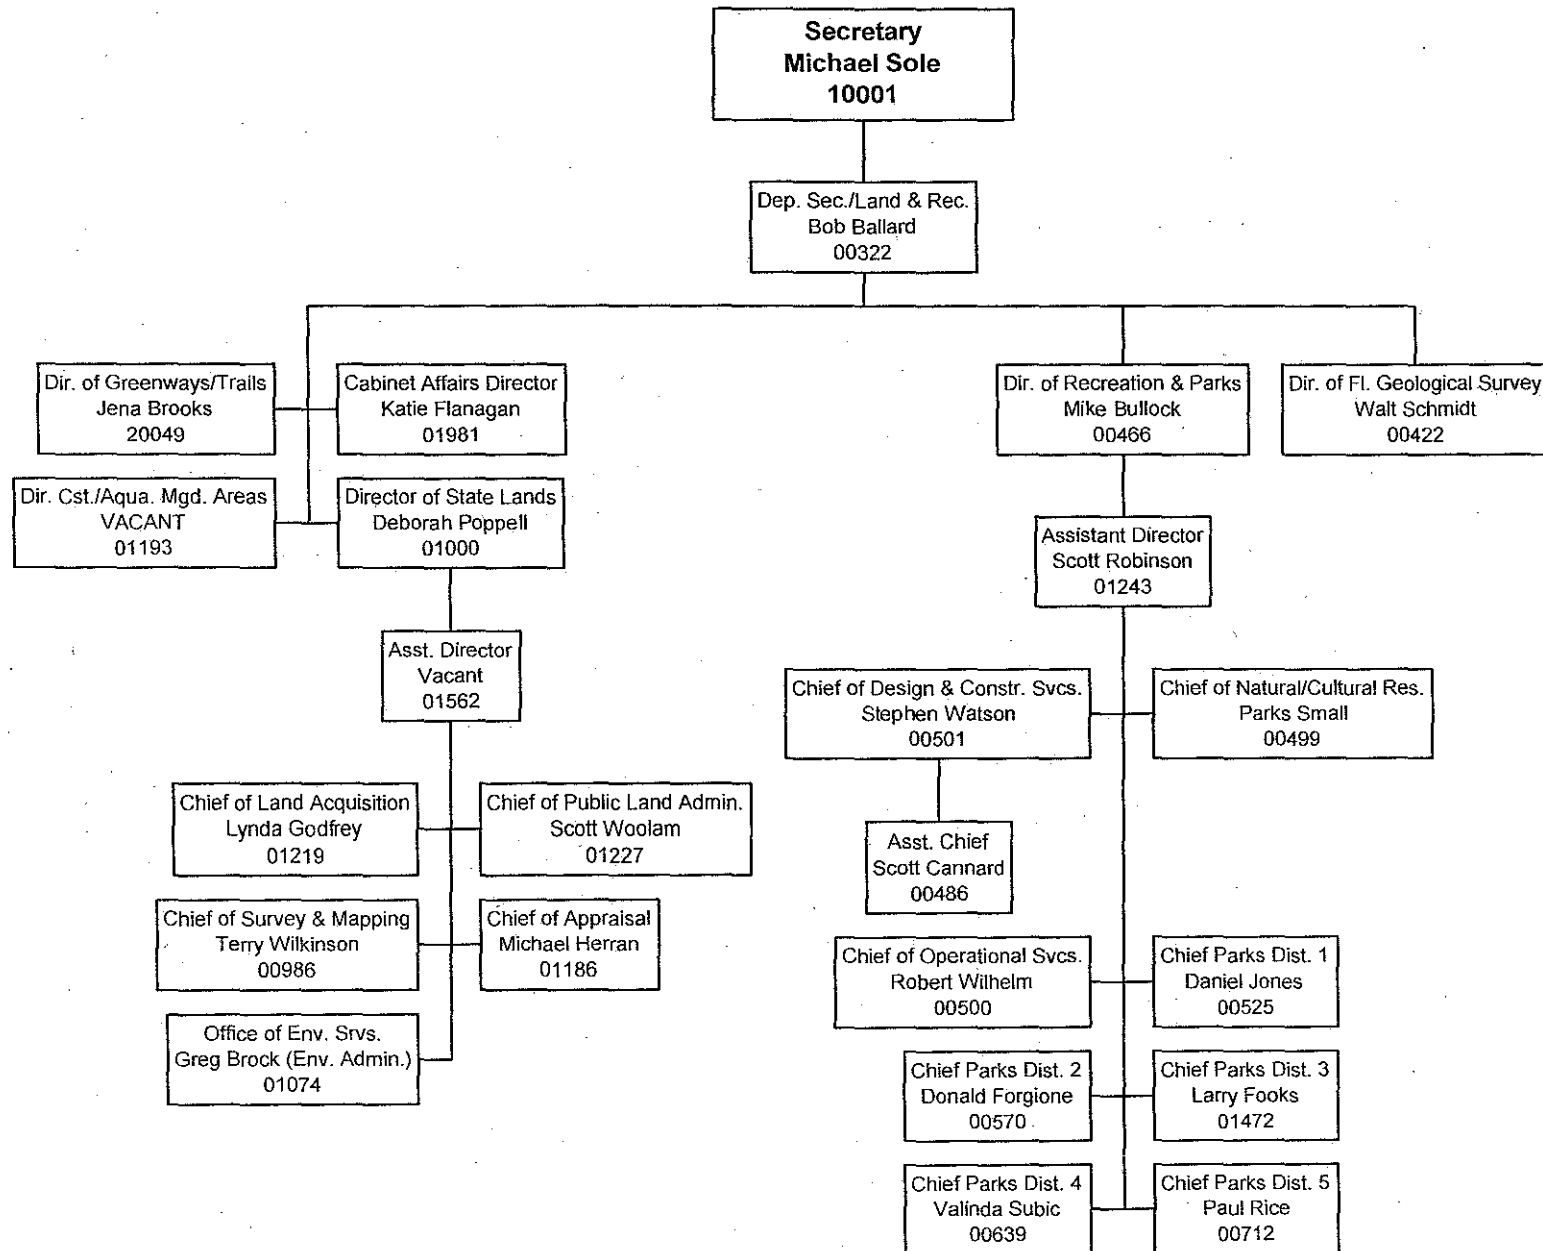 Secretary
Michael Sole
10001
Dep. Sec./Land & Rec.
Bob Ballard
00322
Dir. of Greenways/Trails
Jena Brooks
20049
Cabinet Affairs Director
Katie Flanagan
01981
Dir. of Recreation & Parks
Mike Bullock
00466
Dir. of Fl. Geological Survey
Walt Schmidt
00422
Dir. Cst./Aqua. Mgd. Areas
VACANT
01193
Director of State Lands
Deborah Poppell
01000
Assistant Director
Scott Robinson
01243
Asst. Director
Vacant
01562
Chief of Design & Constr. Svcs.
Stephen Watson
00501
Chief of Natural/Cultural Res.
Parks Small
00499
Chief of Land Acquisition
Lynda Godfrey
01219
Chief of Public Land Admin.
Scott Woolam
01227
Asst. Chief
Scott Cannard
00486
Chief of Survey & Mapping
Terry Wilkinson
00986
Chief of Appraisal
Michael Herran
01186
Chief of Operational Svcs.
Robert Wilhelm
00500
Chief Parks Dist. 1
Daniel Jones
00525
Office of Env. Srvs.
Greg Brock (Env. Admin.)
01074
Chief Parks Dist. 2
Donald Forgione
00570
Chief Parks Dist. 3
Larry Fooks
01472
Chief Parks Dist. 4
Valinda Subic
00639
Chief Parks Dist. 5
Paul Rice
00712